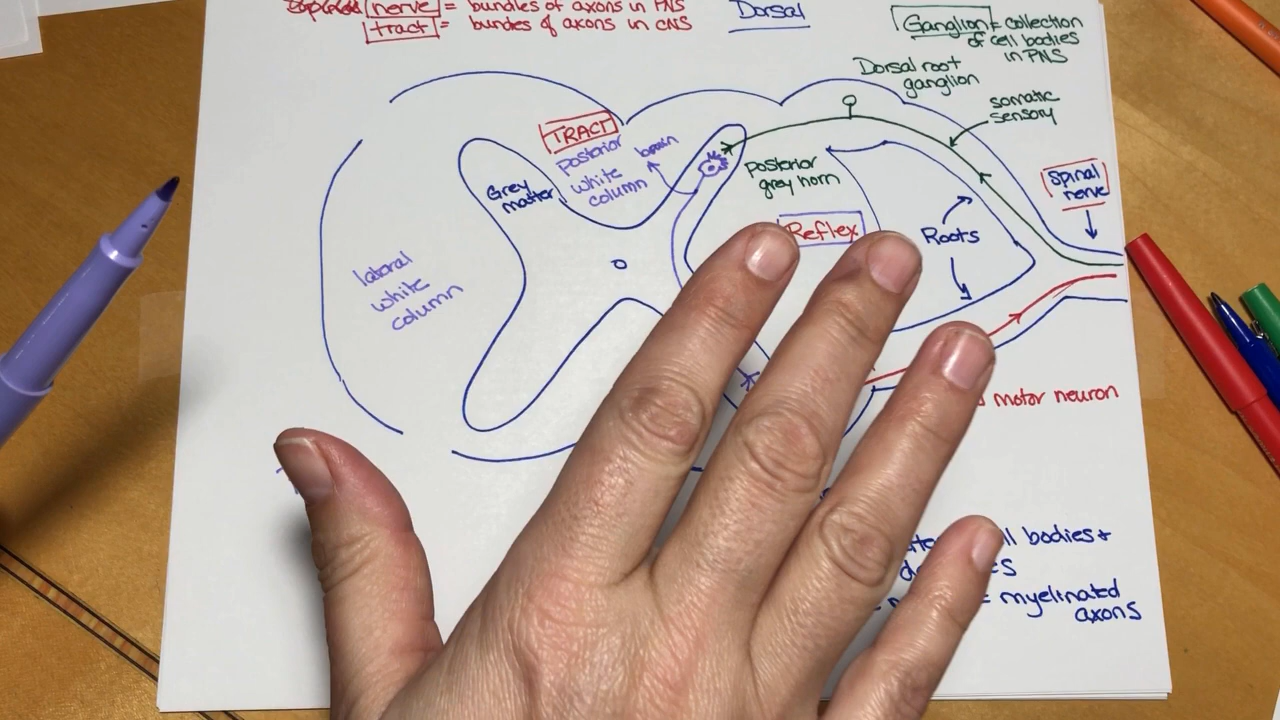 nerve = bundles of axons in PNS
tract = bundes of axons in CNS
Dorsal
Ganglion = collection
of cell bodies
in PNS
Dorsal root
ganglion
somatic
sensory
TRACT
posterior
white
column
brain
Grey
matter
posterior
grey horn
Spinal
nerve
Reflex
Roots
lateral
white
column
motor neuron
bodies +
= myelinated
axons